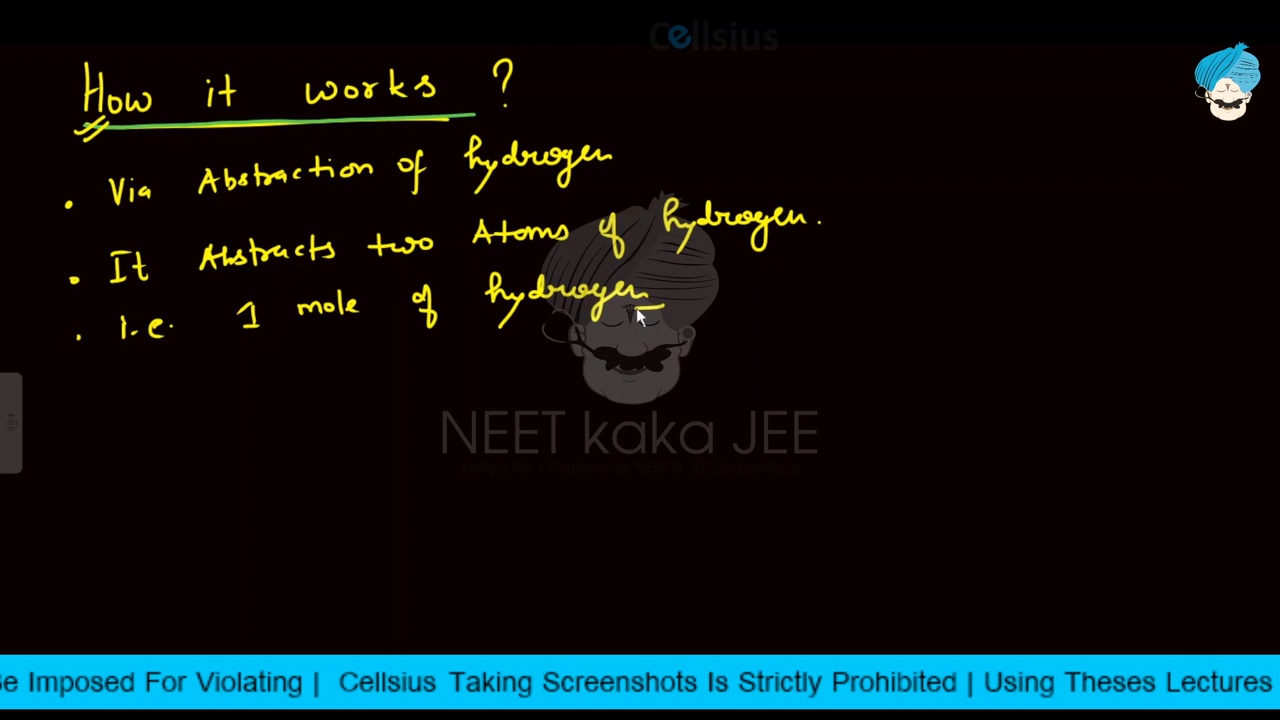 Cellsius
How it works ?
. Via Abstraction of hydrogen
. It Abstracts two Atoms of hydrogen.
. i.e. 1 mole of hydrogen
NEET kaka JEE
Be Imposed For Violating | Cellsius Taking Screenshots Is Strictly Prohibited | Using Theses Lectures